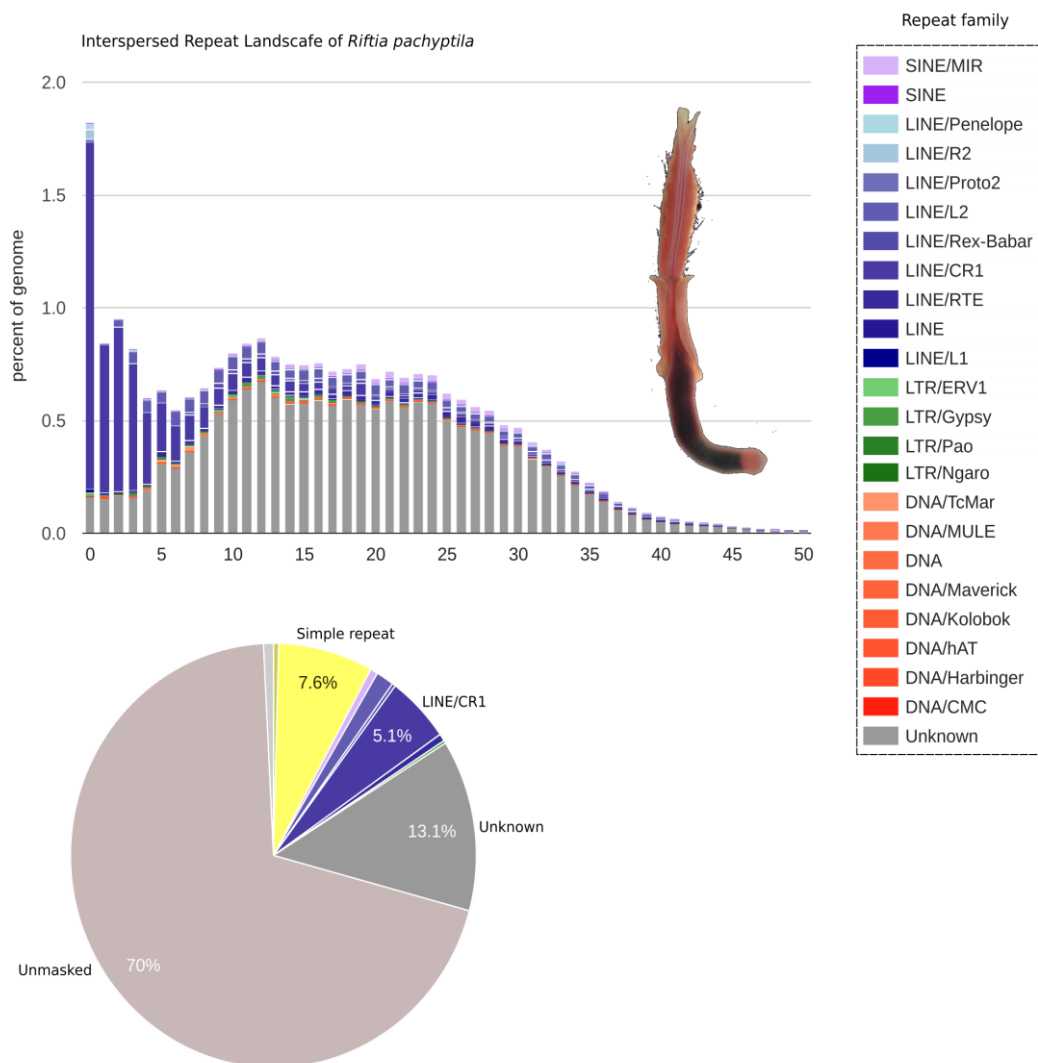 Repeat family
Interspersed Repeat Landscafe of Riftia pachyptila
percent of genome
2.0
1.5
1.0
0.5
0.0
0 5 10 15 20 25 30 35 40 45 50
SINE/MIR
SINE
LINE/Penelope
LINE/R2
LINE/Proto2
LINE/L2
LINE/Rex-Babar
LINE/CR1
LINE/RTE
LINE
LINE/L1
LTR/ERV1
LTR/Gypsy
LTR/Pao
LTR/Ngaro
DNA/TcMar
DNA/MULE
DNA
DNA/Maverick
DNA/Kolobok
DNA/hAT
DNA/Harbinger
DNA/CMC
Unknown
Simple repeat
7.6%
LINE/CR1
5.1%
Unknown
13.1%
Unmasked
70%